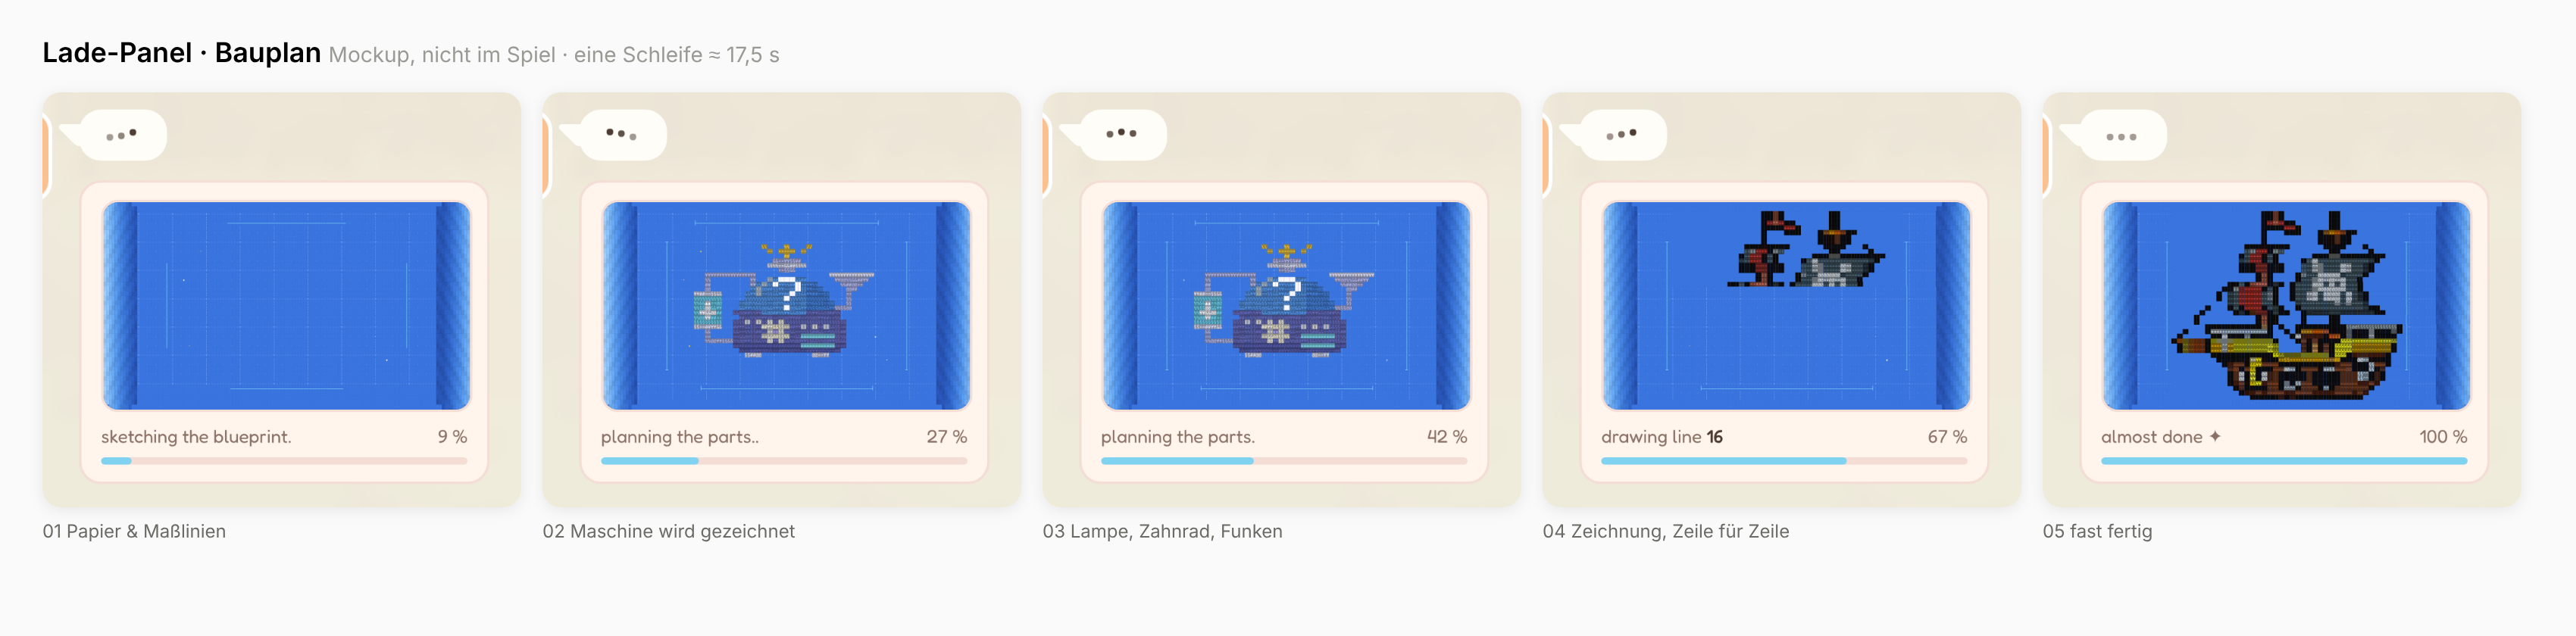 Lade-Panel · Bauplan Mockup, nicht im Spiel · eine Schleife ≈ 17,5 s
?
?
sketching the blueprint. 9 %
planning the parts.. 27 %
planning the parts. 42 %
drawing line 16 67 %
almost done ✦ 100 %
01 Papier & Maßlinien
02 Maschine wird gezeichnet
03 Lampe, Zahnrad, Funken
04 Zeichnung, Zeile für Zeile
05 fast fertig